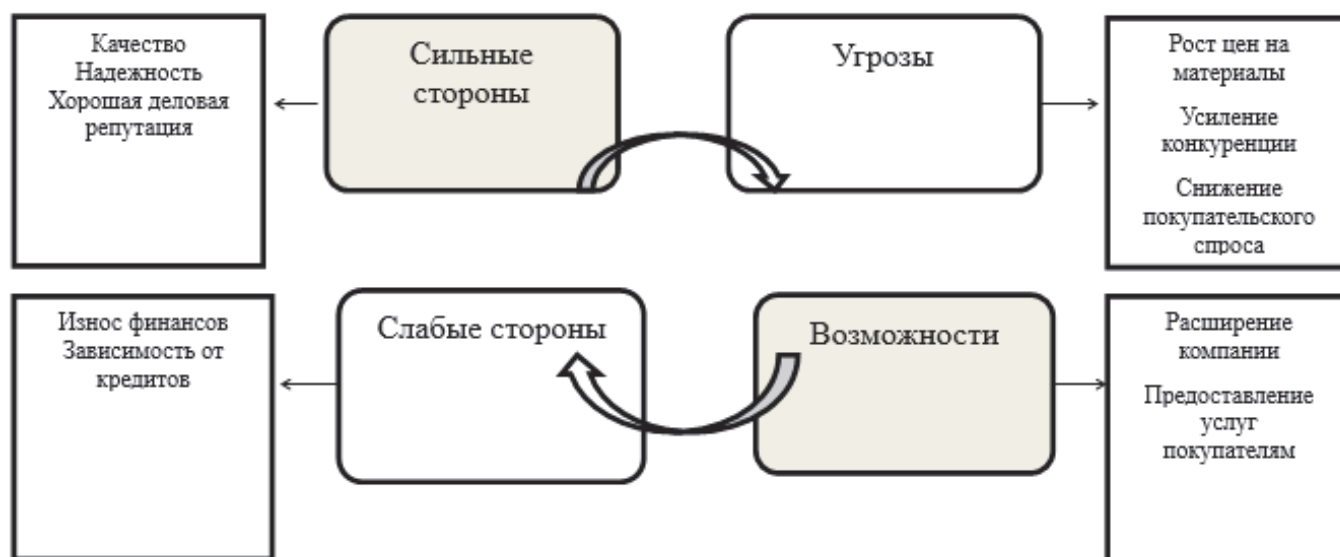 Качество
Надежность
Хорошая деловая
репутация
Сильные
стороны
Угрозы
Рост цен на
материалы
Усиление
конкуренции
Снижение
покупательского
спроса
Износ финансов
Зависимость от
кредитов
Слабые стороны
Возможности
Расширение
компании
Предоставление
услуг
покупателям